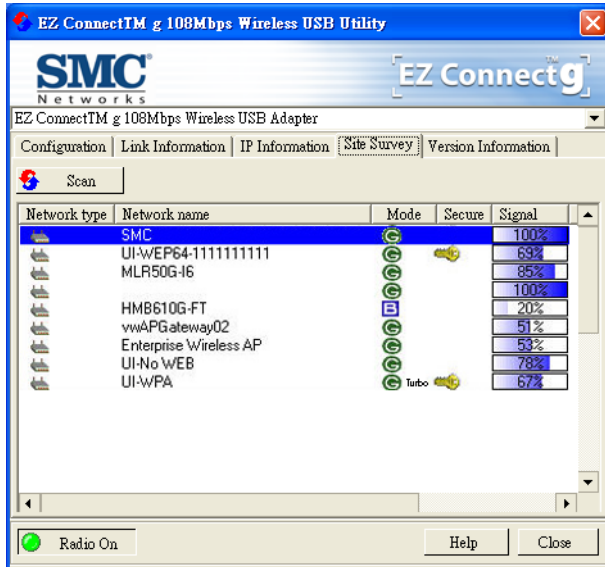 EZ ConnectTM g 108Mbps Wireless USB Utility
SMC®
Networks
EZ Connect™ g
EZ ConnectTM g 108Mbps Wireless USB Adapter
Configuration Link Information IP Information Site Survey Version Information
Scan
Network type Network name Mode Secure Signal
SMC G 100%
UI-WEP64-1111111111 G 69%
MLR50G-I6 G 85%
G 100%
HMB610G-FT B 20%
vwAPGateway02 G 51%
Enterprise Wireless AP G 53%
UI-No WEB G 78%
UI-WPA G Turbo 67%
Radio On Help Close